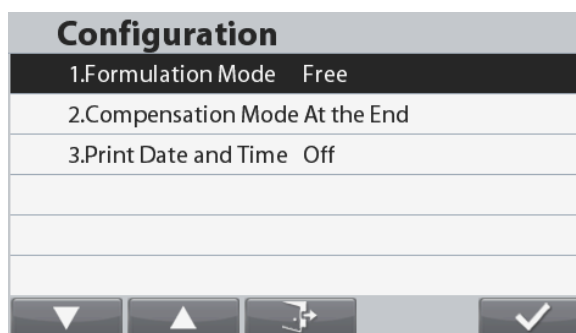 Configuration
1.Formulation Mode Free
2.Compensation Mode At the End
3.Print Date and Time Off